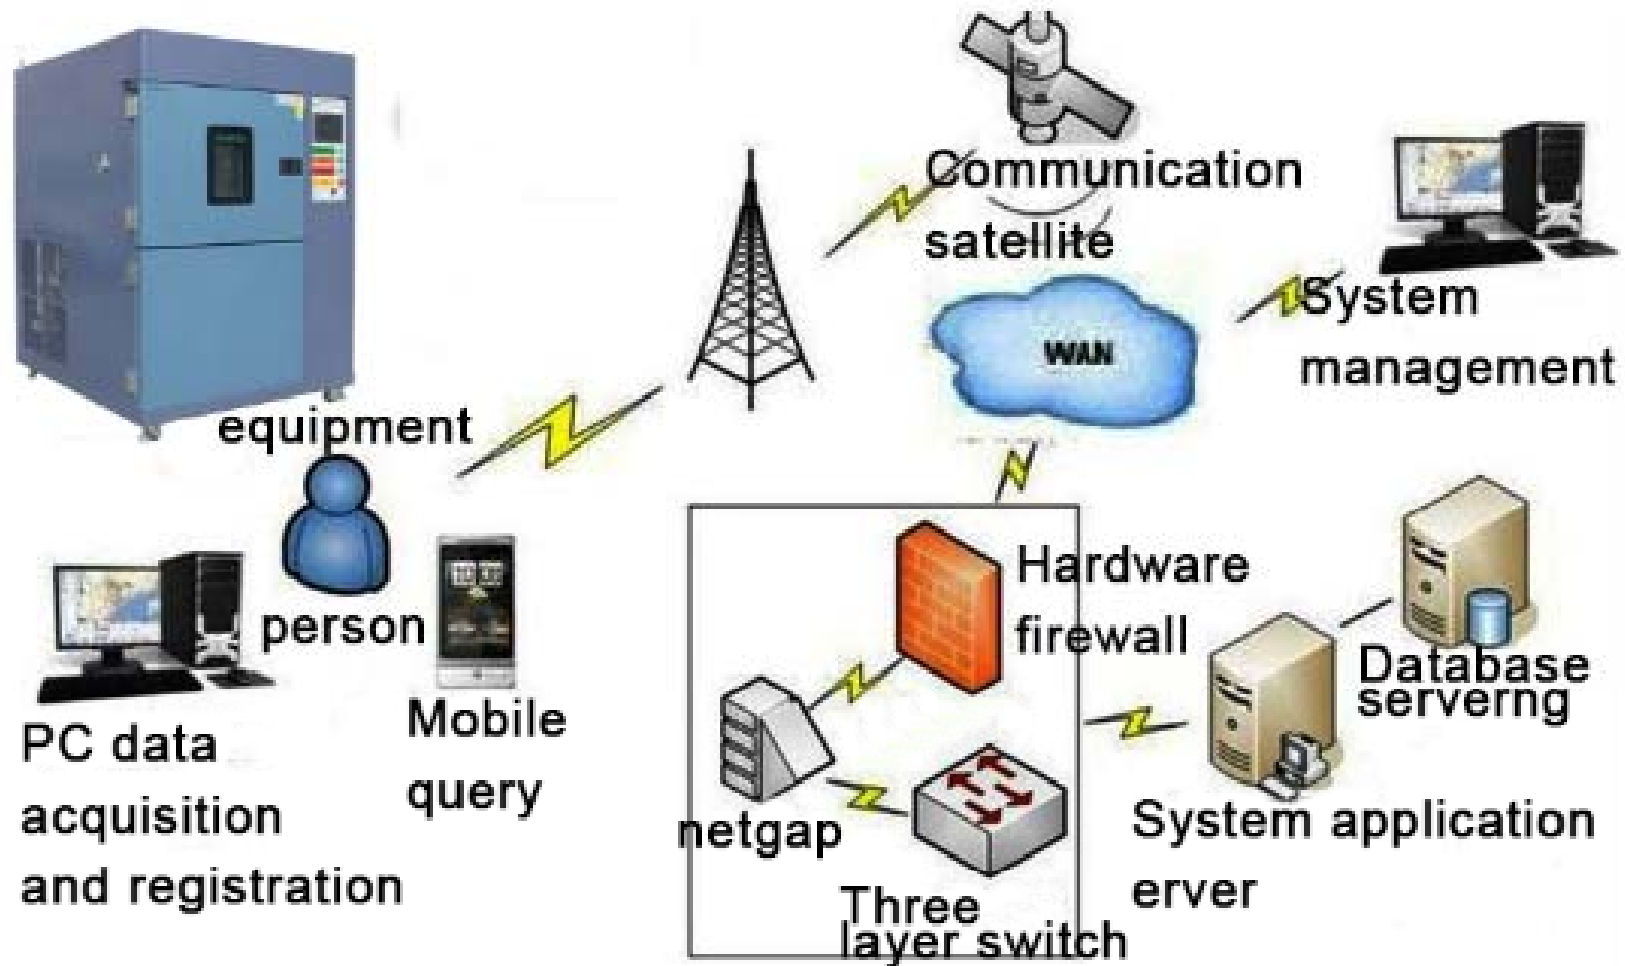 Communication
satellite
System
management
WAN
equipment
person
Hardware
firewall
Database
serverng
PC data
acquisition
and registration
Mobile
query
netgap
System application
erver
Three
layer switch